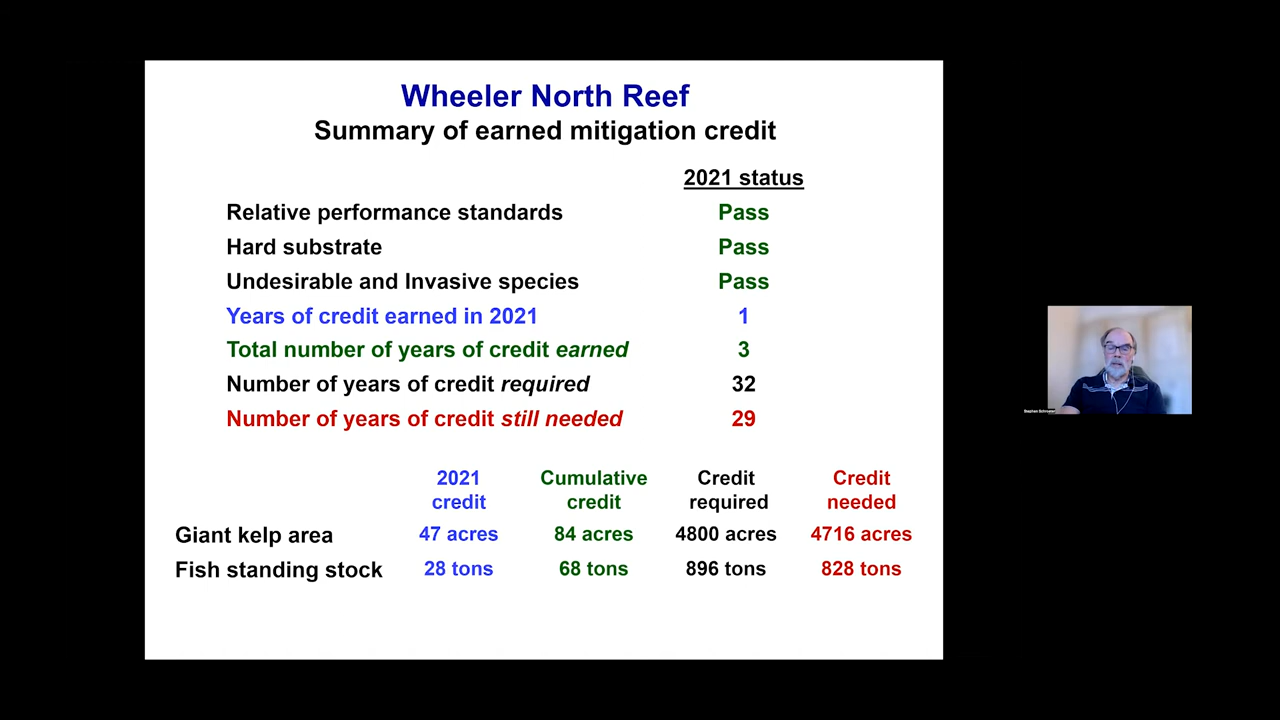 Wheeler North Reef
Summary of earned mitigation credit
2021 status
Relative performance standards Pass
Hard substrate Pass
Undesirable and Invasive species Pass
Years of credit earned in 2021 1
Total number of years of credit earned 3
Number of years of credit required 32
Number of years of credit still needed 29
2021 Cumulative Credit Credit
credit credit required needed
Giant kelp area 47 acres 84 acres 4800 acres 4716 acres
Fish standing stock 28 tons 68 tons 896 tons 828 tons
Stephen Schroeter